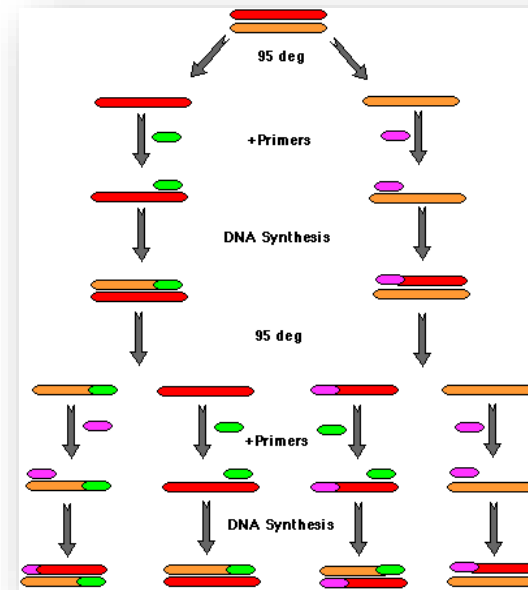 95 deg
+Primers
DNA Synthesis
95 deg
+Primers
DNA Synthesis